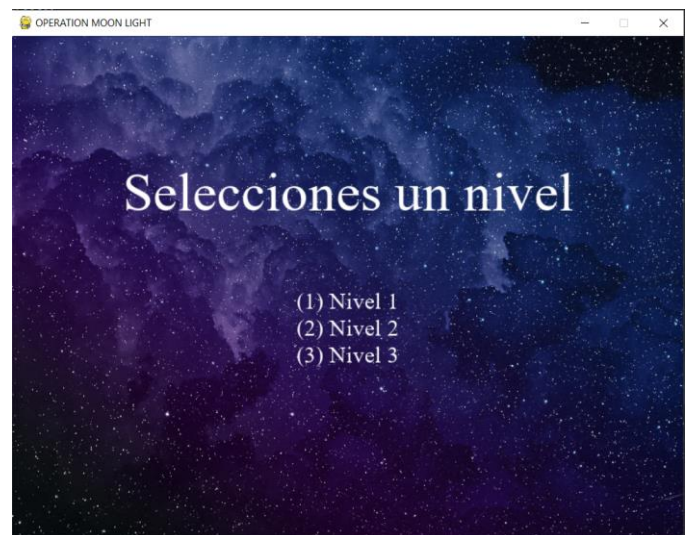 OPERATION MOON LIGHT
Selecciones un nivel
(1) Nivel 1
(2) Nivel 2
(3) Nivel 3